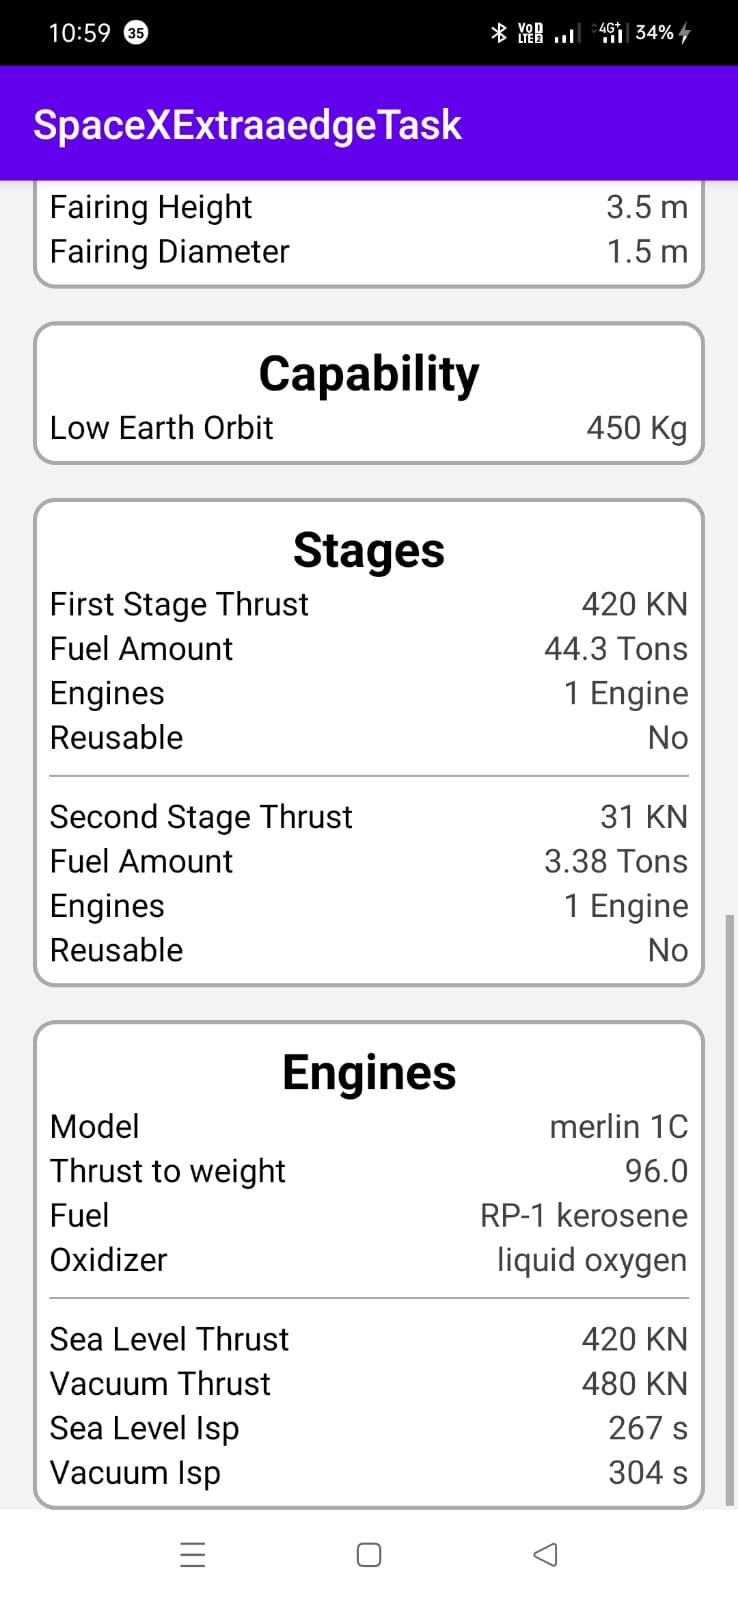 10:59 35 VoD LTE2 4G+ 34%
SpaceXExtraaedgeTask
Fairing Height 3.5 m
Fairing Diameter 1.5 m
Capability
Low Earth Orbit 450 Kg
Stages
First Stage Thrust 420 KN
Fuel Amount 44.3 Tons
Engines 1 Engine
Reusable No
Second Stage Thrust 31 KN
Fuel Amount 3.38 Tons
Engines 1 Engine
Reusable No
Engines
Model merlin 1C
Thrust to weight 96.0
Fuel RP-1 kerosene
Oxidizer liquid oxygen
Sea Level Thrust 420 KN
Vacuum Thrust 480 KN
Sea Level Isp 267 s
Vacuum Isp 304 s